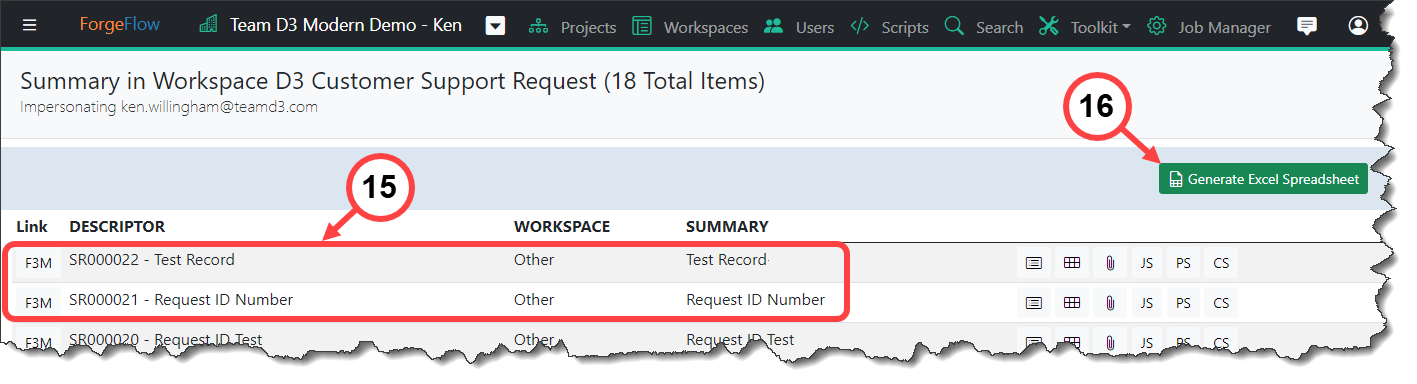 ForgeFlow Team D3 Modern Demo - Ken Projects Workspaces Users Scripts Search Toolkit Job Manager
Summary in Workspace D3 Customer Support Request (18 Total Items)
Impersonating ken.willingham@teamd3.com
16
15
Generate Excel Spreadsheet
Link DESCRIPTOR WORKSPACE SUMMARY
F3M SR000022 - Test Record Other Test Record JS PS CS
F3M SR000021 - Request ID Number Other Request ID Number JS PS CS
F3M SR000020 - Request ID Test Other Request ID Test JS PS CS